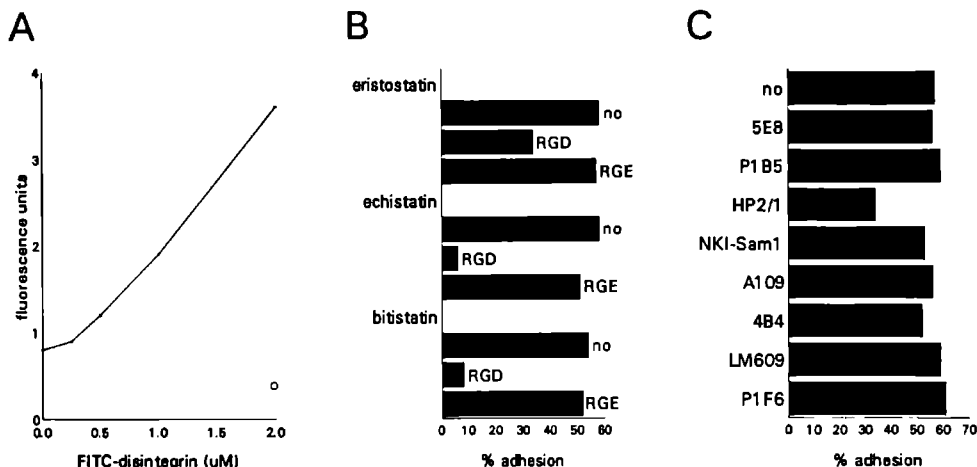 A
fluorescence units
4
3
2
1
0
0.0 0.5 1.0 1.5 2.0
FITC-disintegrin (uM)
B
eristostatin
no
RGD
RGE
echistatin
no
RGD
RGE
bitistatin
no
RGD
RGE
0 10 20 30 40 50 60
% adhesion
C
no
5E8
P1B5
HP2/1
NKI-Sam1
A109
4B4
LM609
P1F6
0 10 20 30 40 50 60 70
% adhesion